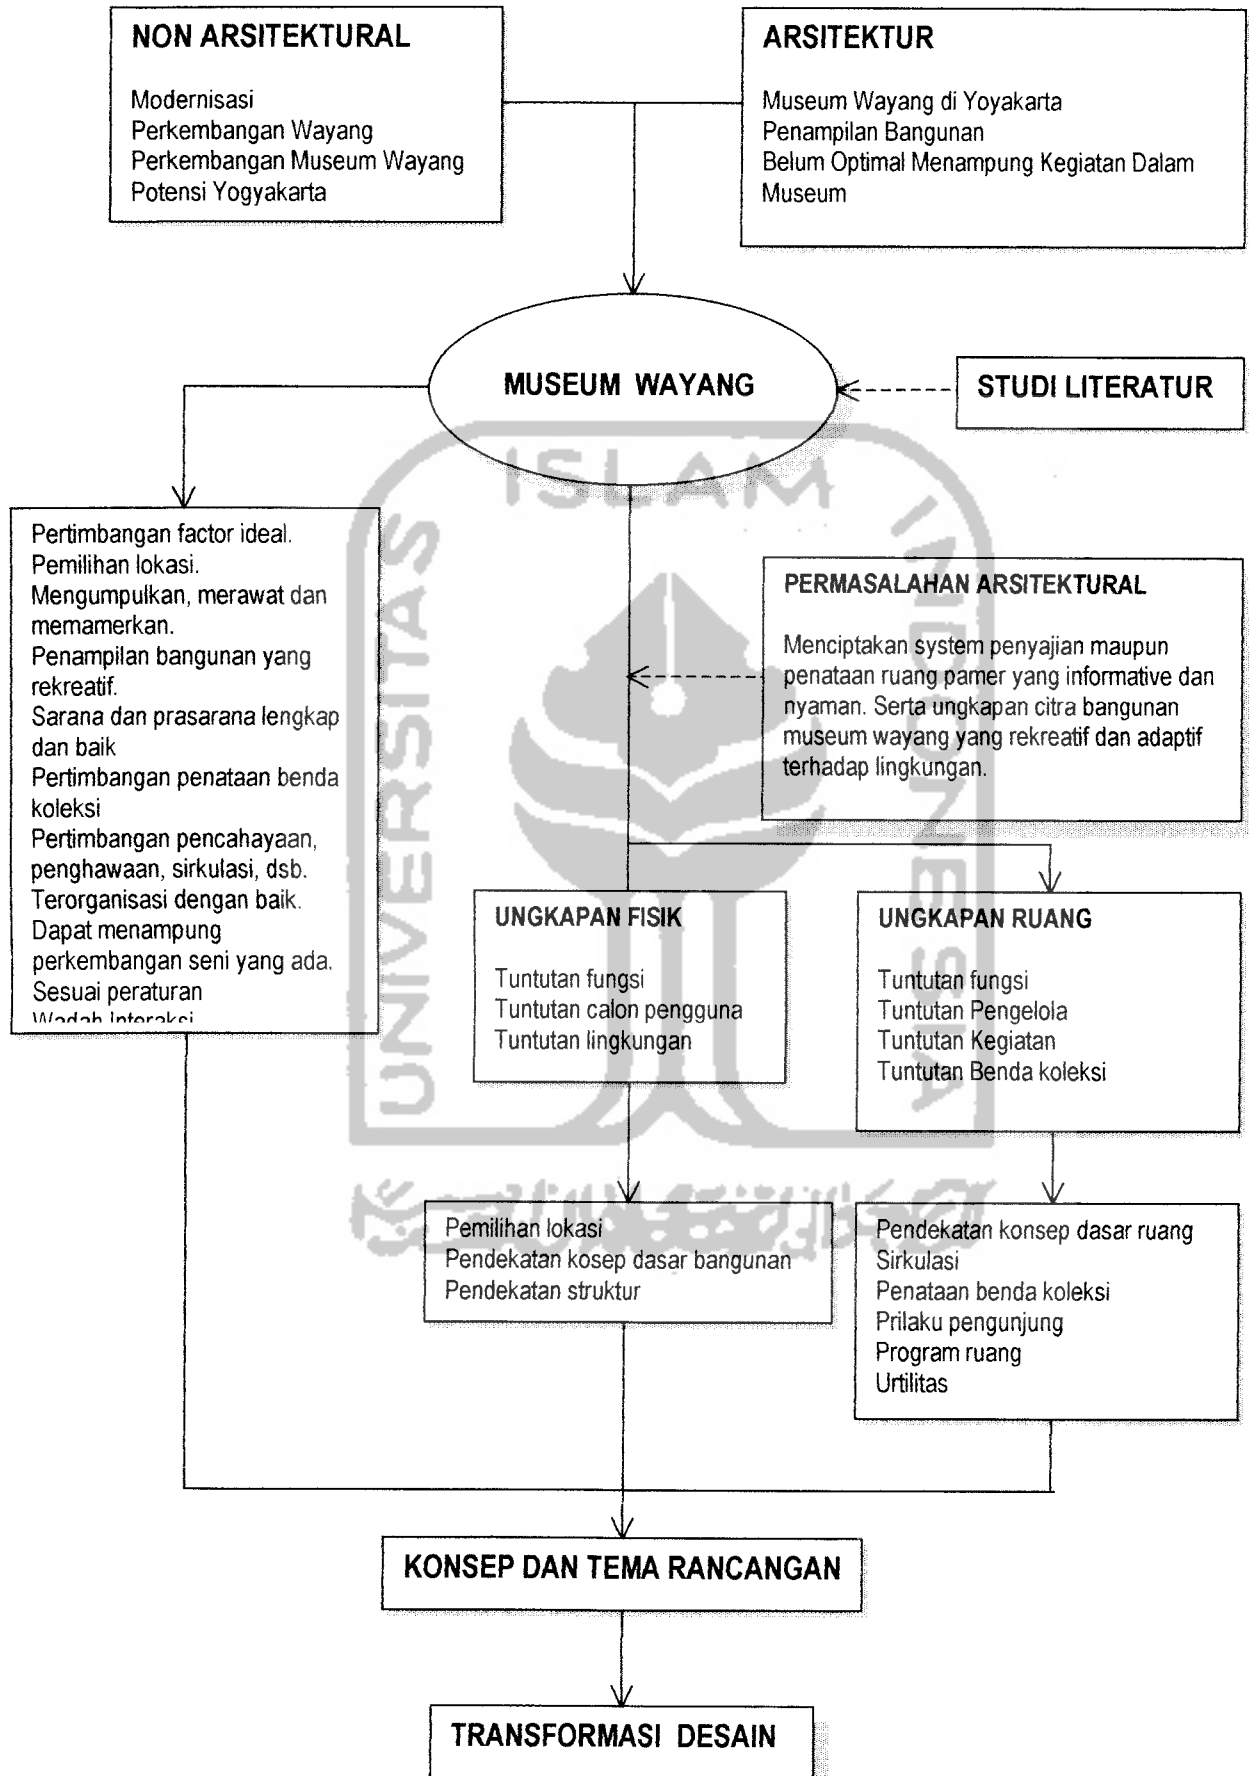 NON ARSITEKTURAL
Modernisasi
Perkembangan Wayang
Perkembangan Museum Wayang
Potensi Yogyakarta
ARSITEKTUR
Museum Wayang di Yoyakarta
Penampilan Bangunan
Belum Optimal Menampung Kegiatan Dalam
Museum
MUSEUM WAYANG
STUDI LITERATUR
Pertimbangan factor ideal.
Pemilihan lokasi.
Mengumpulkan, merawat dan
memamerkan.
Penampilan bangunan yang
rekreatif.
Sarana dan prasarana lengkap
dan baik
Pertimbangan penataan benda
koleksi
Pertimbangan pencahayaan,
penghawaan, sirkulasi, dsb.
Terorganisasi dengan baik.
Dapat menampung
perkembangan seni yang ada.
Sesuai peraturan
Wadah Interaksi
PERMASALAHAN ARSITEKTURAL
Menciptakan system penyajian maupun
penataan ruang pamer yang informative dan
nyaman. Serta ungkapan citra bangunan
museum wayang yang rekreatif dan adaptif
terhadap lingkungan.
UNGKAPAN FISIK
Tuntutan fungsi
Tuntutan calon pengguna
Tuntutan lingkungan
UNGKAPAN RUANG
Tuntutan fungsi
Tuntutan Pengelola
Tuntutan Kegiatan
Tuntutan Benda koleksi
Pemilihan lokasi
Pendekatan kosep dasar bangunan
Pendekatan struktur
Pendekatan konsep dasar ruang
Sirkulasi
Penataan benda koleksi
Prilaku pengunjung
Program ruang
Urtilitas
KONSEP DAN TEMA RANCANGAN
TRANSFORMASI DESAIN
UNIVERSITAS
ISLAM
INDONESIA